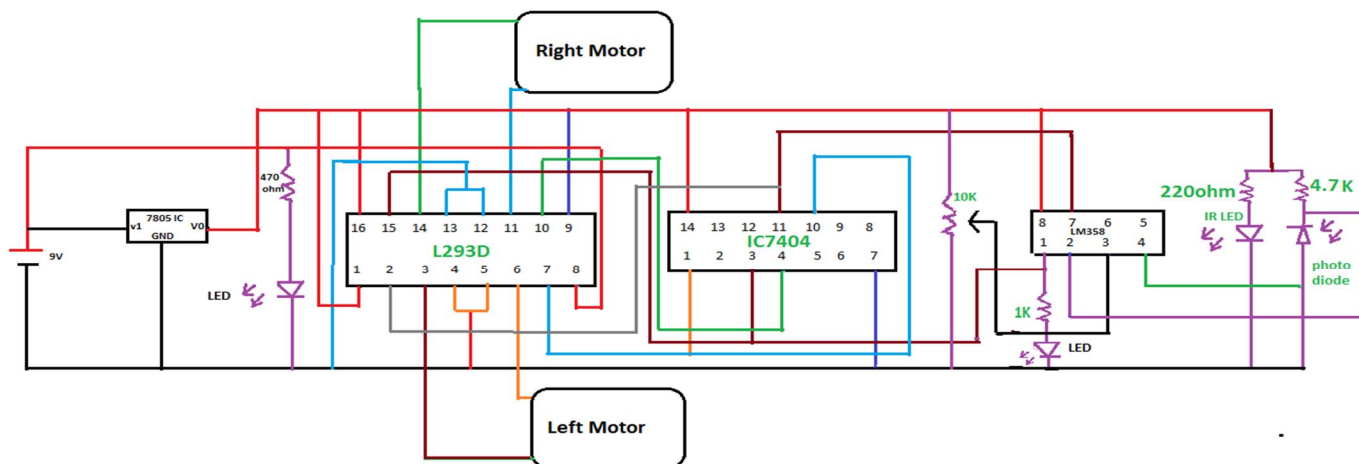 Right Motor
470
ohm
7805 IC
v1 V0
GND
9V
LED
16 15 14 13 12 11 10 9
L293D
1 2 3 4 5 6 7 8
14 13 12 11 10 9 8
IC7404
1 2 3 4 5 6 7
10K
8 7 6 5
LM358
1 2 3 4
1K
LED
220ohm
4.7K
IR LED
photo
diode
Left Motor